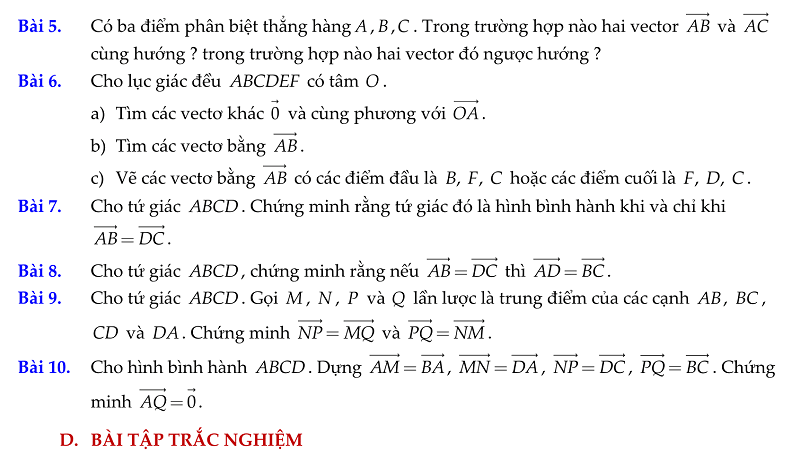 Bài 5. Có ba điểm phân biệt thẳng hàng A, B, C. Trong trường hợp nào hai vector $\overrightarrow{AB}$ và $\overrightarrow{AC}$
cùng hướng ? trong trường hợp nào hai vector đó ngược hướng ?
Bài 6. Cho lục giác đều ABCDEF có tâm O.
a) Tìm các vectơ khác $\vec{0}$ và cùng phương với $\overrightarrow{OA}$.
b) Tìm các vectơ bằng $\overrightarrow{AB}$.
c) Vẽ các vectơ bằng $\overrightarrow{AB}$ có các điểm đầu là B, F, C hoặc các điểm cuối là F, D, C.
Bài 7. Cho tứ giác ABCD. Chứng minh rằng tứ giác đó là hình bình hành khi và chỉ khi
$\overrightarrow{AB} = \overrightarrow{DC}$.
Bài 8. Cho tứ giác ABCD, chứng minh rằng nếu $\overrightarrow{AB} = \overrightarrow{DC}$ thì $\overrightarrow{AD} = \overrightarrow{BC}$.
Bài 9. Cho tứ giác ABCD. Gọi M, N, P và Q lần lược là trung điểm của các cạnh AB, BC,
CD và DA. Chứng minh $\overrightarrow{NP} = \overrightarrow{MQ}$ và $\overrightarrow{PQ} = \overrightarrow{NM}$.
Bài 10. Cho hình bình hành ABCD. Dựng $\overrightarrow{AM} = \overrightarrow{BA}$, $\overrightarrow{MN} = \overrightarrow{DA}$, $\overrightarrow{NP} = \overrightarrow{DC}$, $\overrightarrow{PQ} = \overrightarrow{BC}$. Chứng
minh $\overrightarrow{AQ} = \vec{0}$.
D. BÀI TẬP TRẮC NGHIỆM